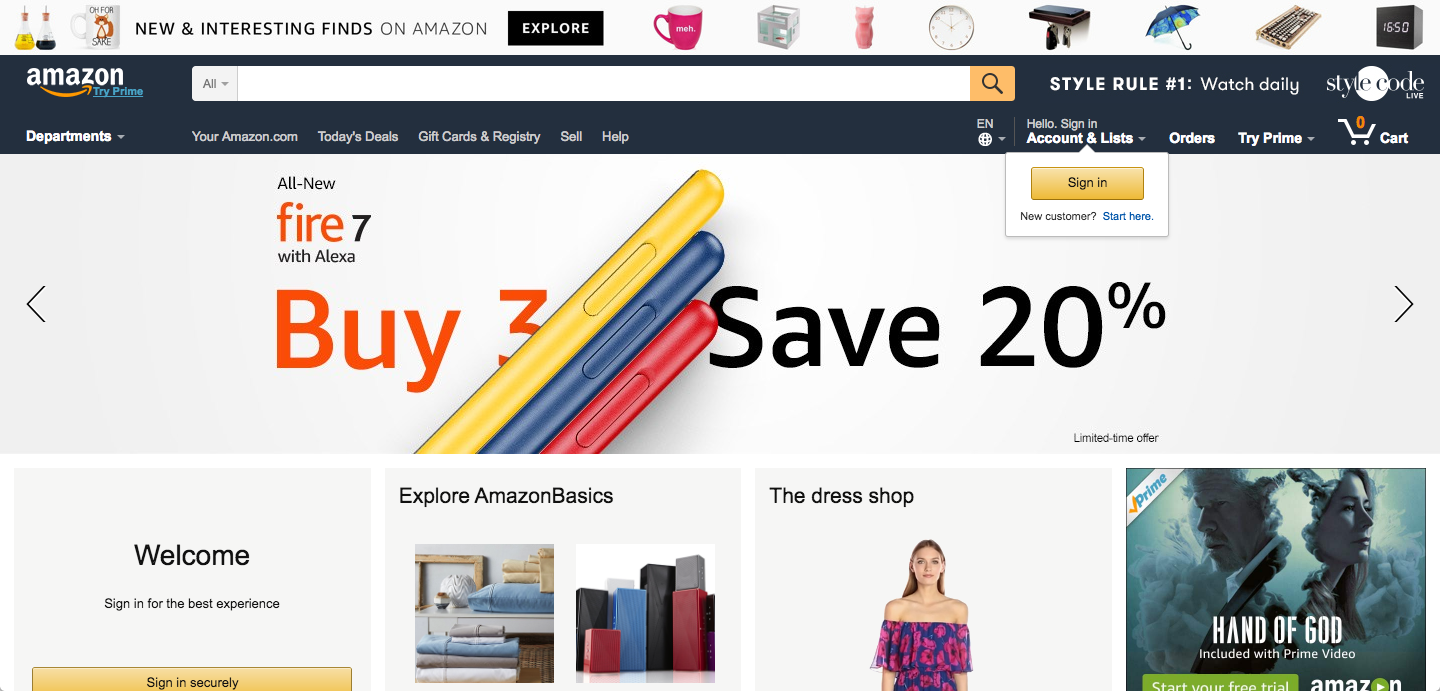 OH FOR
SAKE
NEW & INTERESTING FINDS ON AMAZON
EXPLORE
meh.
16:50
amazon
Try Prime
All
STYLE RULE #1: Watch daily
style code
LIVE
Departments
Your Amazon.com
Today's Deals
Gift Cards & Registry
Sell
Help
EN
Hello. Sign in
Account & Lists
Orders
Try Prime
0
Cart
Sign in
New customer? Start here.
All-New
fire 7
with Alexa
Buy 3
Save 20%
Limited-time offer
Welcome
Sign in for the best experience
Sign in securely
Explore AmazonBasics
The dress shop
Prime
HAND OF GOD
Included with Prime Video
Start your free trial
amazon